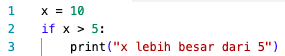 1 x = 10
2 if x > 5:
3     print("x lebih besar dari 5")